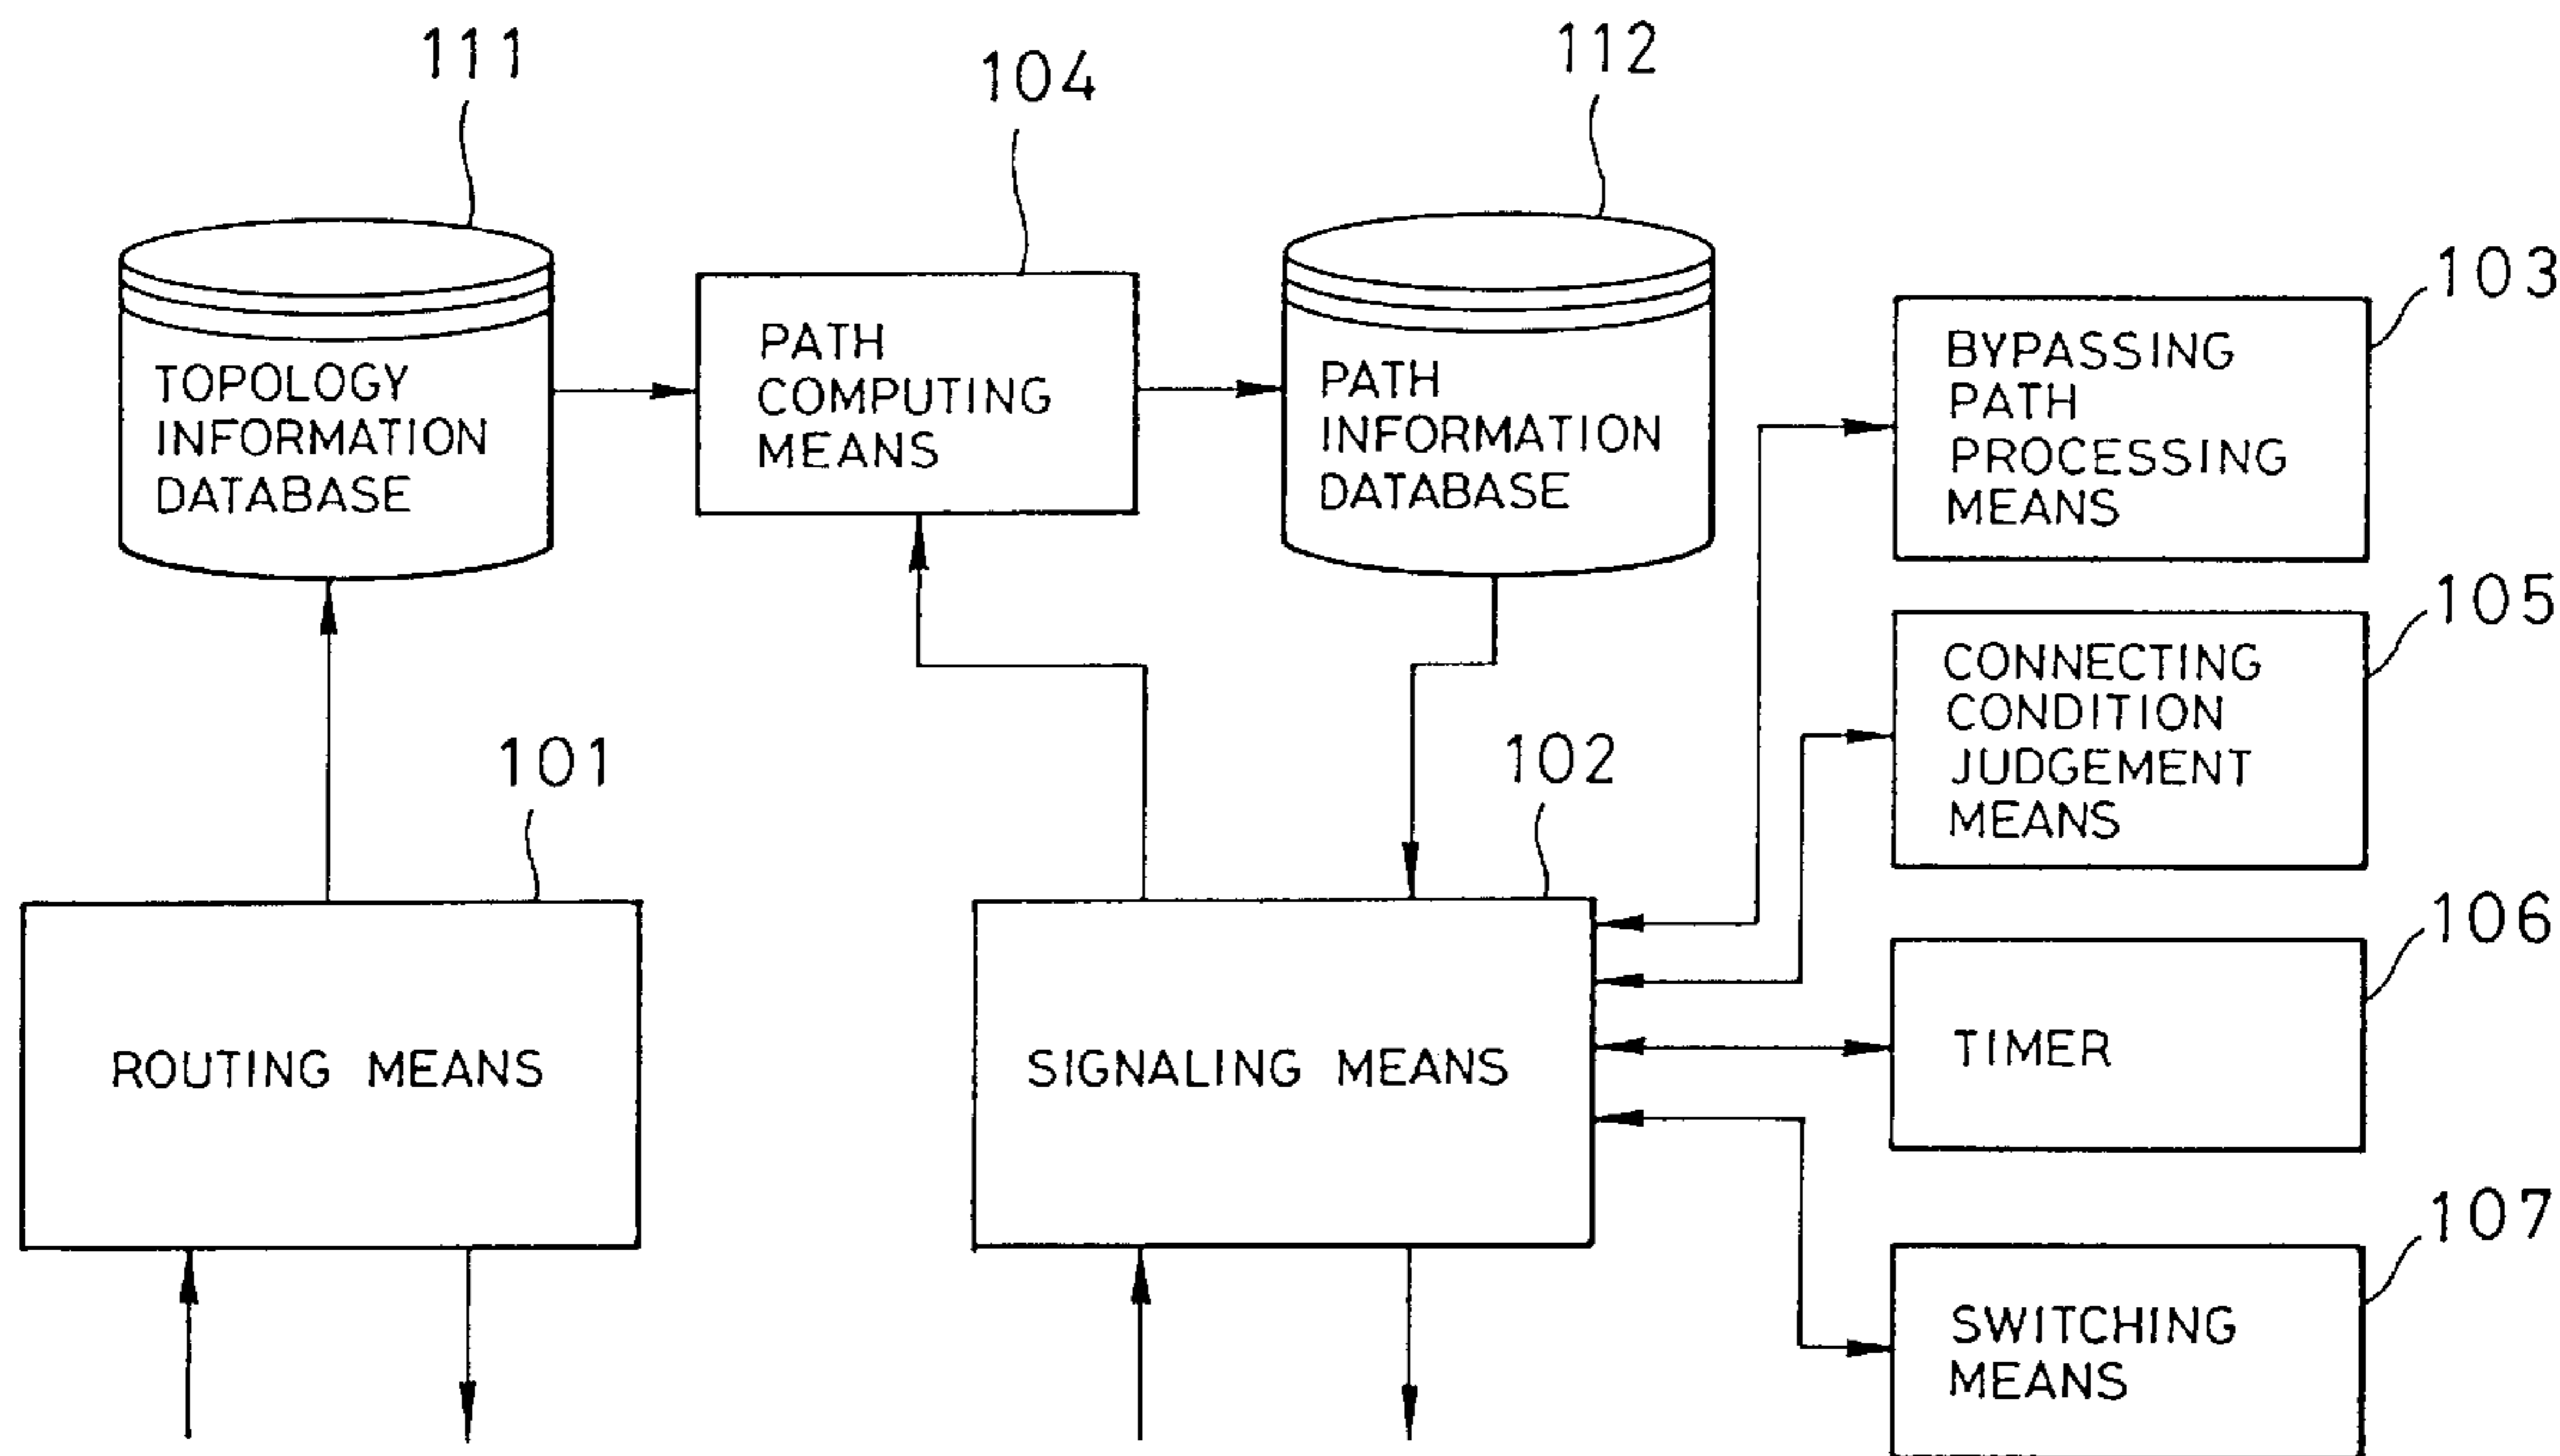 111
104
112
103
TOPOLOGY
INFORMATION
DATABASE
PATH
COMPUTING
MEANS
PATH
INFORMATION
DATABASE
BYPASSING
PATH
PROCESSING
MEANS
105
CONNECTING
CONDITION
JUDGEMENT
MEANS
101
102
106
ROUTING MEANS
SIGNALING MEANS
TIMER
107
SWITCHING
MEANS